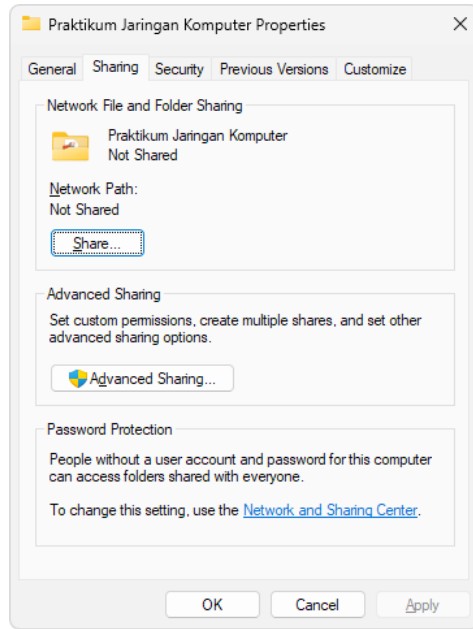 Praktikum Jaringan Komputer Properties
General Sharing Security Previous Versions Customize
Network File and Folder Sharing
Praktikum Jaringan Komputer
Not Shared
Network Path:
Not Shared
Share...
Advanced Sharing
Set custom permissions, create multiple shares, and set other
advanced sharing options.
Advanced Sharing...
Password Protection
People without a user account and password for this computer
can access folders shared with everyone.
To change this setting, use the Network and Sharing Center.
OK Cancel Apply